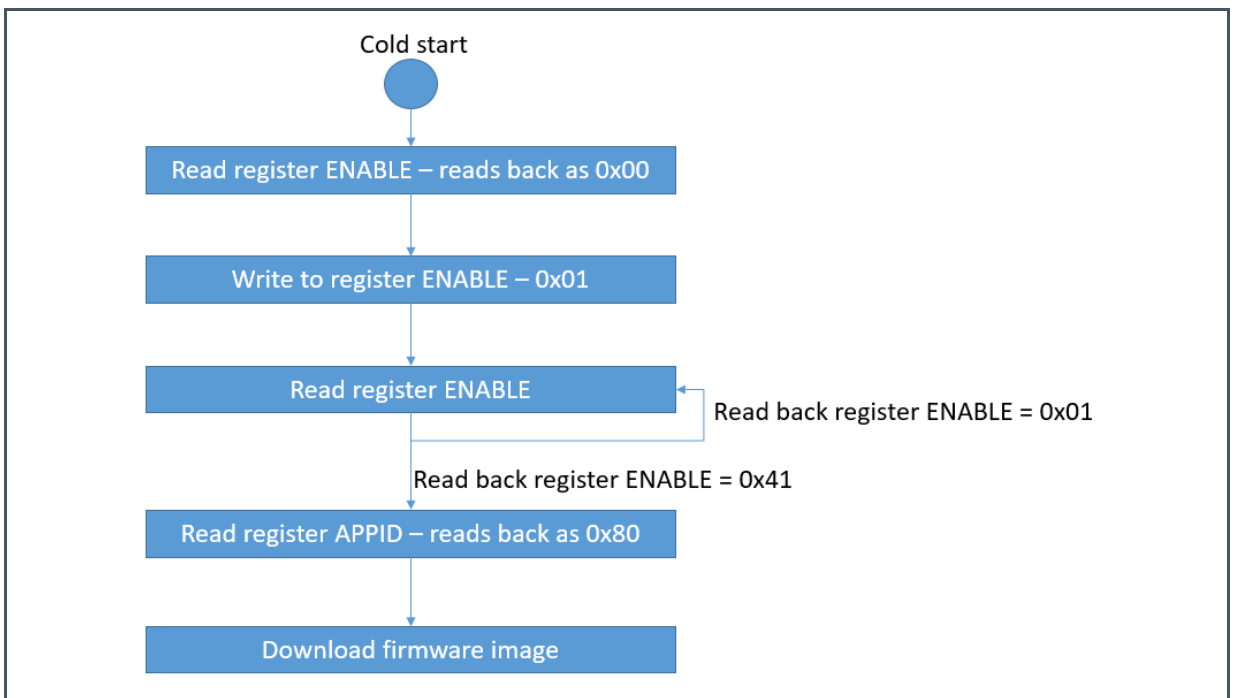 Cold start
Read register ENABLE – reads back as 0x00
Write to register ENABLE – 0x01
Read register ENABLE
Read back register ENABLE = 0x01
Read back register ENABLE = 0x41
Read register APPID – reads back as 0x80
Download firmware image